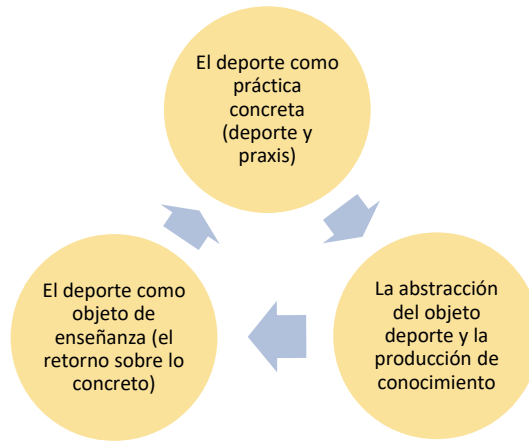 El deporte como
práctica
concreta
(deporte y
praxis)
La abstracción
del objeto
deporte y la
producción de
conocimiento
El deporte como
objeto de
enseñanza (el
retorno sobre lo
concreto)